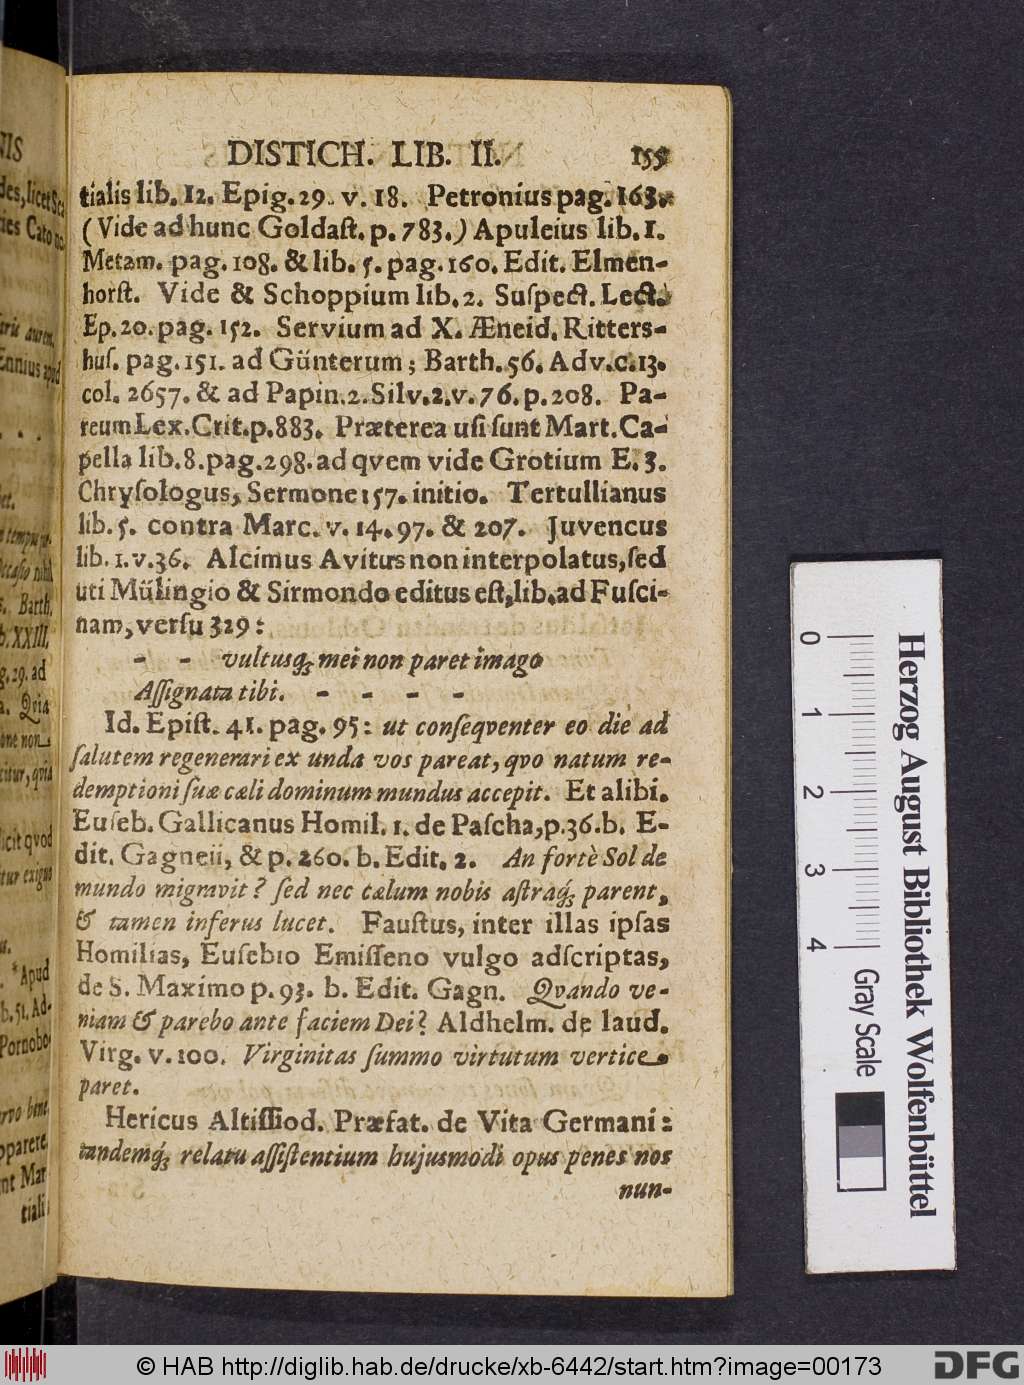 DISTICH. LIB. II. 155
tialis lib. 12. Epig. 29. v. 18. Petronius pag. 163.
(Vide ad hunc Goldaſt. p. 783.) Apuleius lib. 1.
Metam. pag. 108. & lib. 5. pag. 160. Edit. Elmen-
horſt. Vide & Schoppium lib. 2. Suſpect. Lect.
Ep. 20. pag. 152. Servium ad X. Æneid. Ritters-
huſ. pag. 151. ad Günterum; Barth. 56. Adv. c. 13.
col. 2657. & ad Papin. 2. Silv. 2. v. 76. p. 208. Pa-
reum Lex. Crit. p. 883. Præterea uſi ſunt Mart. Ca-
pella lib. 8. pag. 298. ad qvem vide Grotium E. 3.
Chryſologus, Sermone 157. initio. Tertullianus
lib. 5. contra Marc. v. 14. 97. & 207. Juvencus
lib. 1. v. 36. Alcimus Avitus non interpolatus, ſed
uti Mülingio & Sirmondo editus eſt, lib. ad Fuſci-
nam, verſu 329:
- - vultusq; mei non paret imago
Aſſignata tibi. - - - -
Id. Epiſt. 41. pag. 95: ut conſeqventer eo die ad
ſalutem regenerari ex unda vos pareat, qvo natum re-
demptioni ſuæ cæli dominum mundus accepit. Et alibi.
Euſeb. Gallicanus Homil. 1. de Paſcha, p. 36. b. E-
dit. Gagneii, & p. 260. b. Edit. 2. An fortè Sol de
mundo migravit? ſed nec cælum nobis aſtraq; parent,
& tamen inferus lucet. Fauſtus, inter illas ipſas
Homilias, Euſebio Emiſſeno vulgo adſcriptas,
de S. Maximo p. 93. b. Edit. Gagn. Qvando ve-
niam & parebo ante faciem Dei? Aldhelm. de laud.
Virg. v. 100. Virginitas ſummo virtutum vertice
paret.
Hericus Altiſſiod. Præfat. de Vita Germani:
tandemq; relatu aſſiſtentium hujusmodi opus penes nos
nun-
Herzog August Bibliothek Wolfenbüttel
0 1 2 3 4
Gray Scale
© HAB http://diglib.hab.de/drucke/xb-6442/start.htm?image=00173
DFG